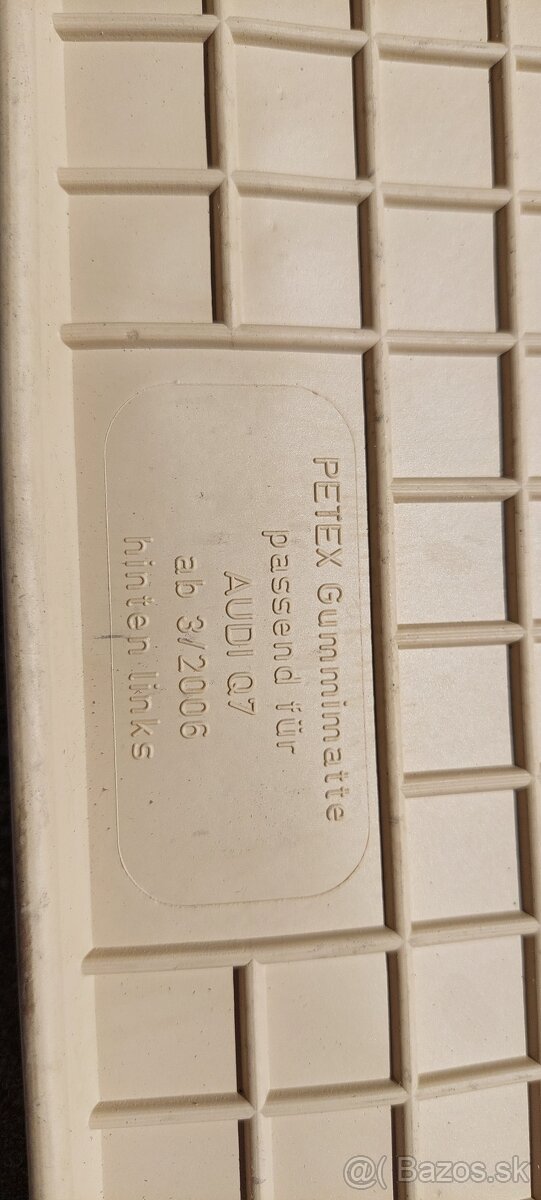 PETEX Gummimatte
passend für
AUDI Q7
ab 3/2006
hinten links
@( Bazos.sk